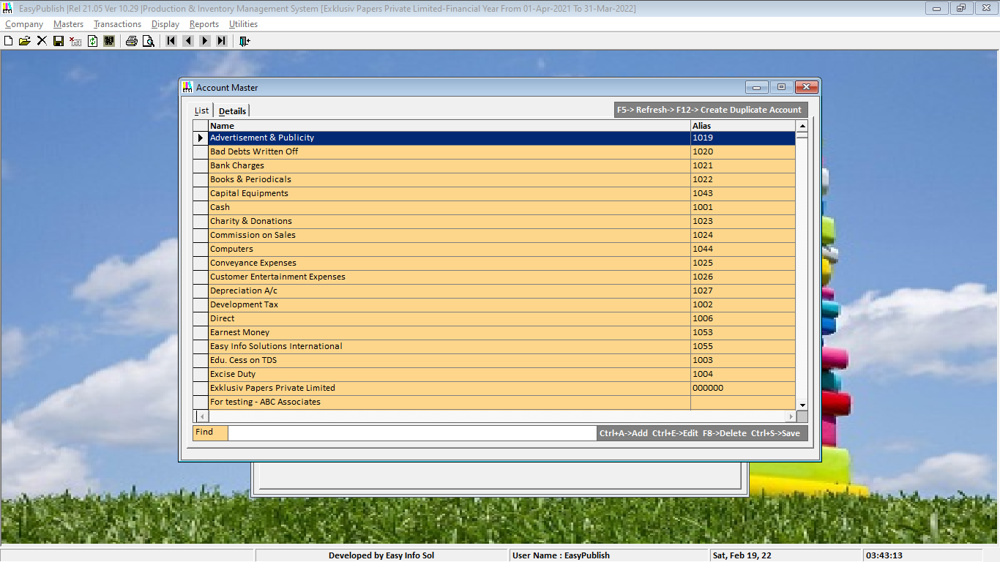 EasyPublish |Rel 21.05 Ver 10.29 |Production & Inventory Management System [Exklusiv Papers Private Limited-Financial Year From 01-Apr-2021 To 31-Mar-2022]
Company Masters Transactions Display Reports Utilities
Account Master
List Details F5-> Refresh-> F12-> Create Duplicate Account
Name Alias
Advertisement & Publicity 1019
Bad Debts Written Off 1020
Bank Charges 1021
Books & Periodicals 1022
Capital Equipments 1043
Cash 1001
Charity & Donations 1023
Commission on Sales 1024
Computers 1044
Conveyance Expenses 1025
Customer Entertainment Expenses 1026
Depreciation A/c 1027
Development Tax 1002
Direct 1006
Earnest Money 1053
Easy Info Solutions International 1055
Edu. Cess on TDS 1003
Excise Duty 1004
Exklusiv Papers Private Limited 000000
For testing - ABC Associates
Find Ctrl+A->Add Ctrl+E->Edit F8->Delete Ctrl+S->Save
Developed by Easy Info Sol User Name : EasyPublish Sat, Feb 19, 22 03:43:13